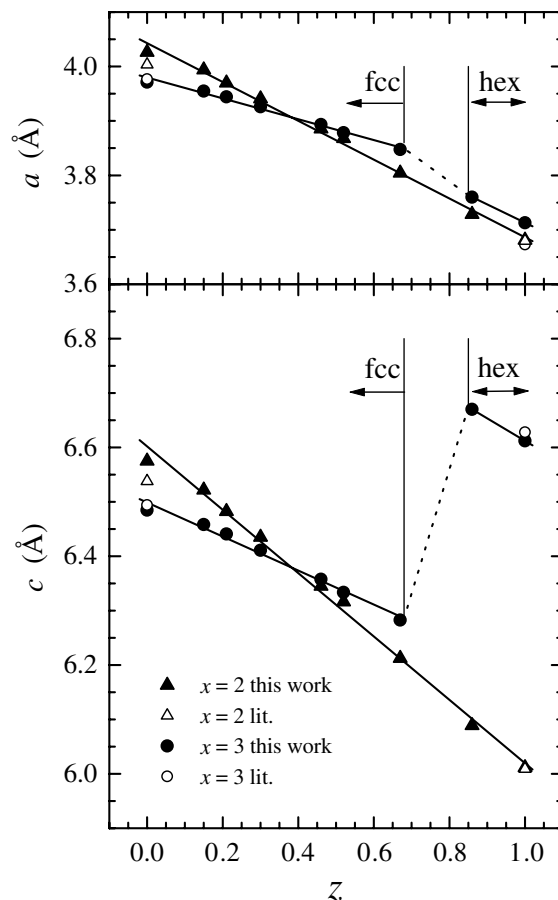 a (Å)
4.0
3.8
3.6
fcc
hex
c (Å)
6.8
6.6
6.4
6.2
6.0
fcc
hex
x = 2 this work
x = 2 lit.
x = 3 this work
x = 3 lit.
0.0 0.2 0.4 0.6 0.8 1.0
z